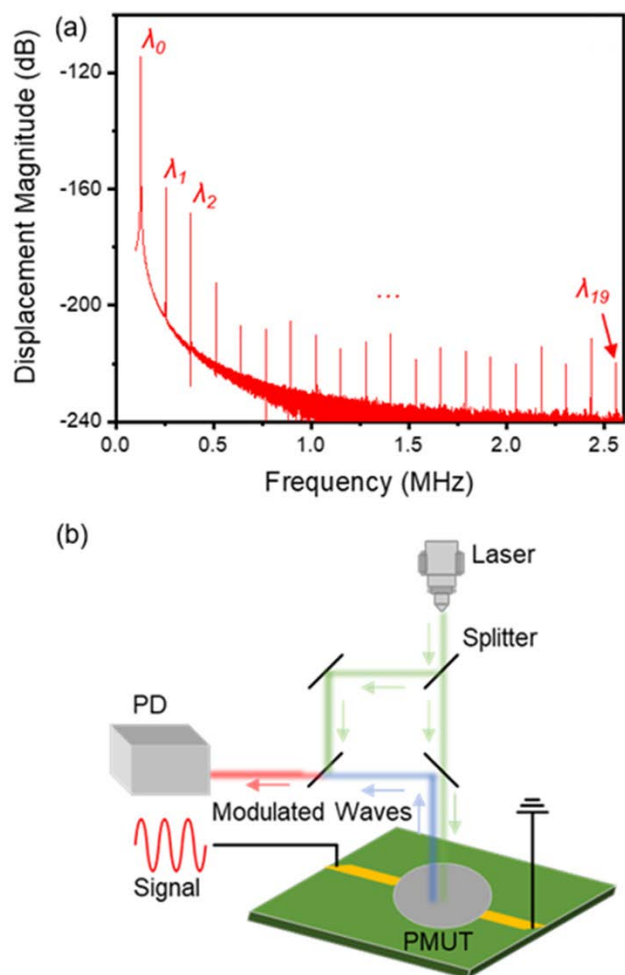 (a)
λ0
λ1
λ2
...
λ19
Displacement Magnitude (dB)
-120
-160
-200
-240
0.0 0.5 1.0 1.5 2.0 2.5
Frequency (MHz)
(b)
Laser
Splitter
PD
Modulated Waves
Signal
PMUT